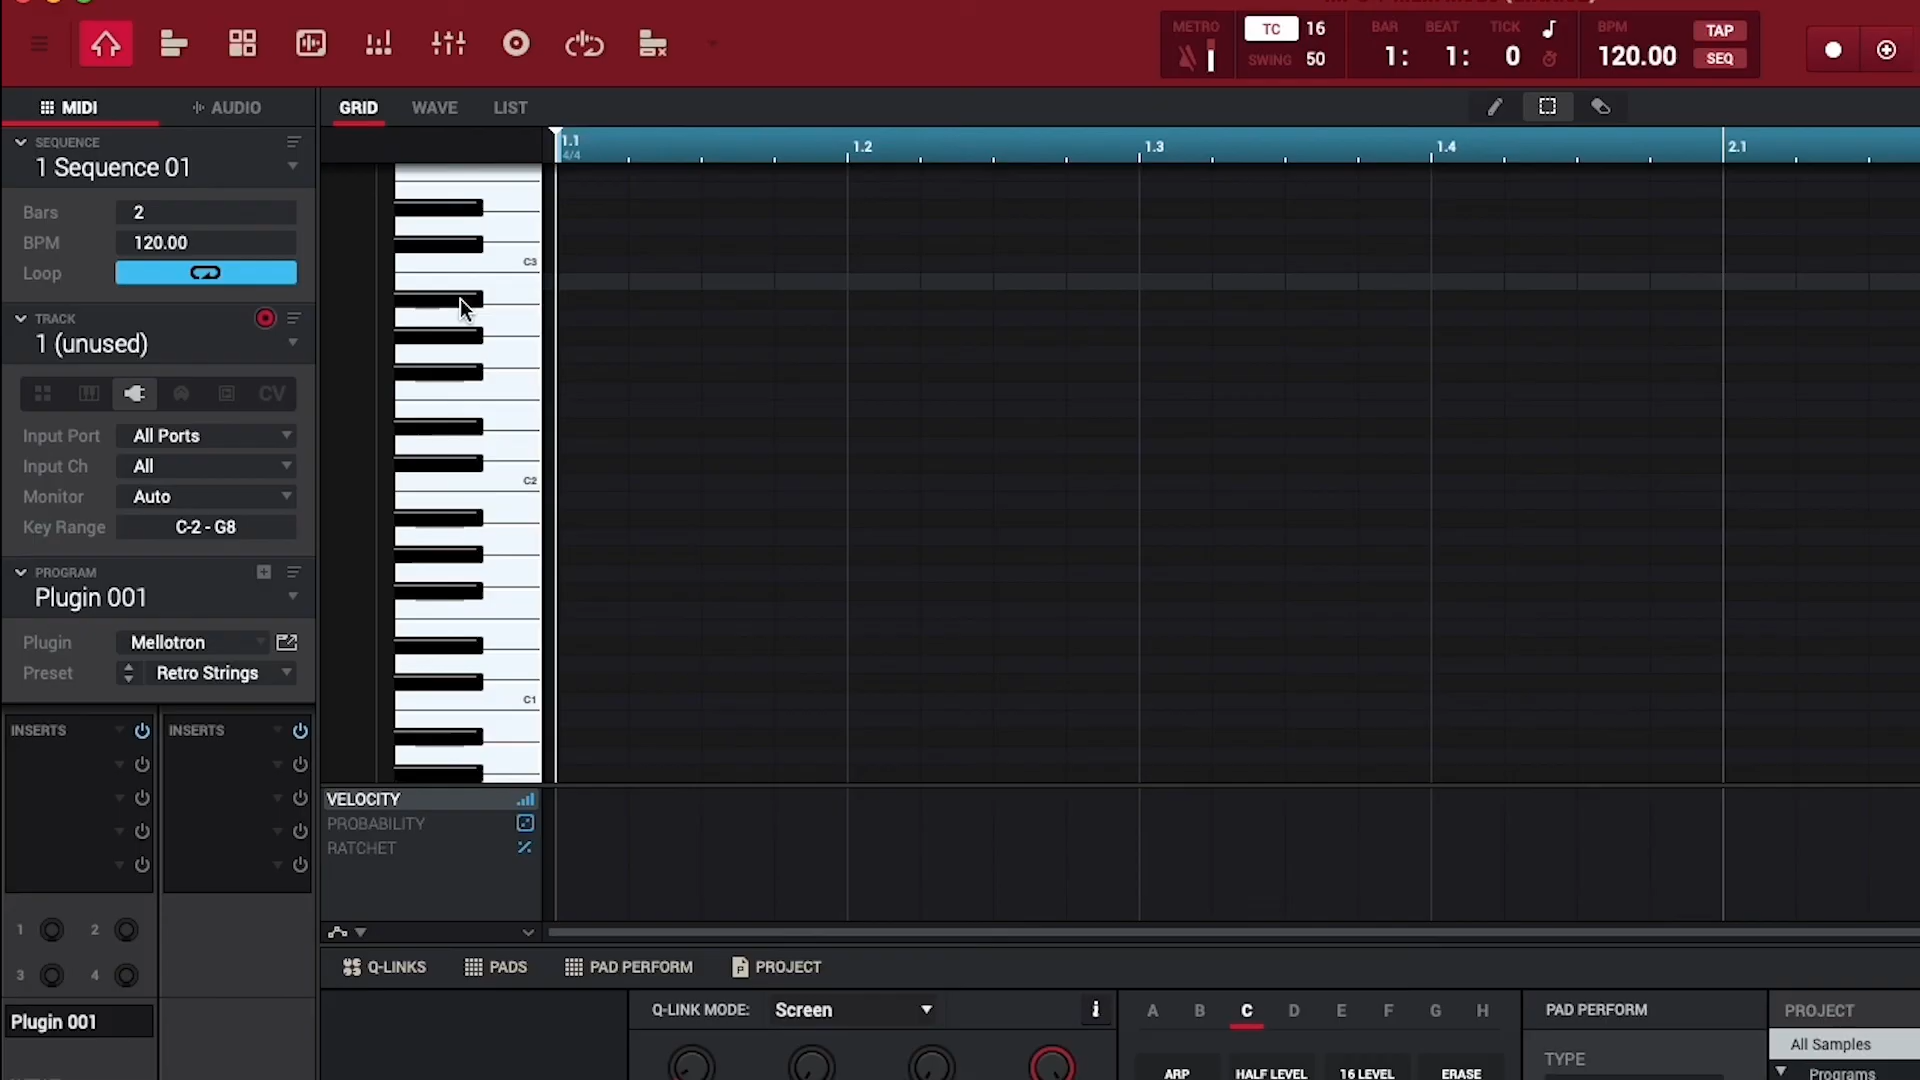 METRO
TC 16
SWING 50
BAR BEAT TICK
1: 1: 0
BPM
120.00
TAP
SEQ
MIDI AUDIO
GRID WAVE LIST
SEQUENCE
1 Sequence 01
Bars 2
BPM 120.00
Loop
TRACK
1 (unused)
CV
Input Port All Ports
Input Ch All
Monitor Auto
Key Range C-2 - G8
PROGRAM
Plugin 001
Plugin Mellotron
Preset Retro Strings
INSERTS INSERTS
1 2
3 4
Plugin 001
1.1 1.2 1.3 1.4 2.1
4/4
C3
C2
C1
VELOCITY
PROBABILITY
RATCHET
Q-LINKS PADS PAD PERFORM PROJECT
Q-LINK MODE: Screen
A B C D E F G H
ARP HALF LEVEL 16 LEVEL ERASE
PAD PERFORM
TYPE
PROJECT
All Samples
Programs